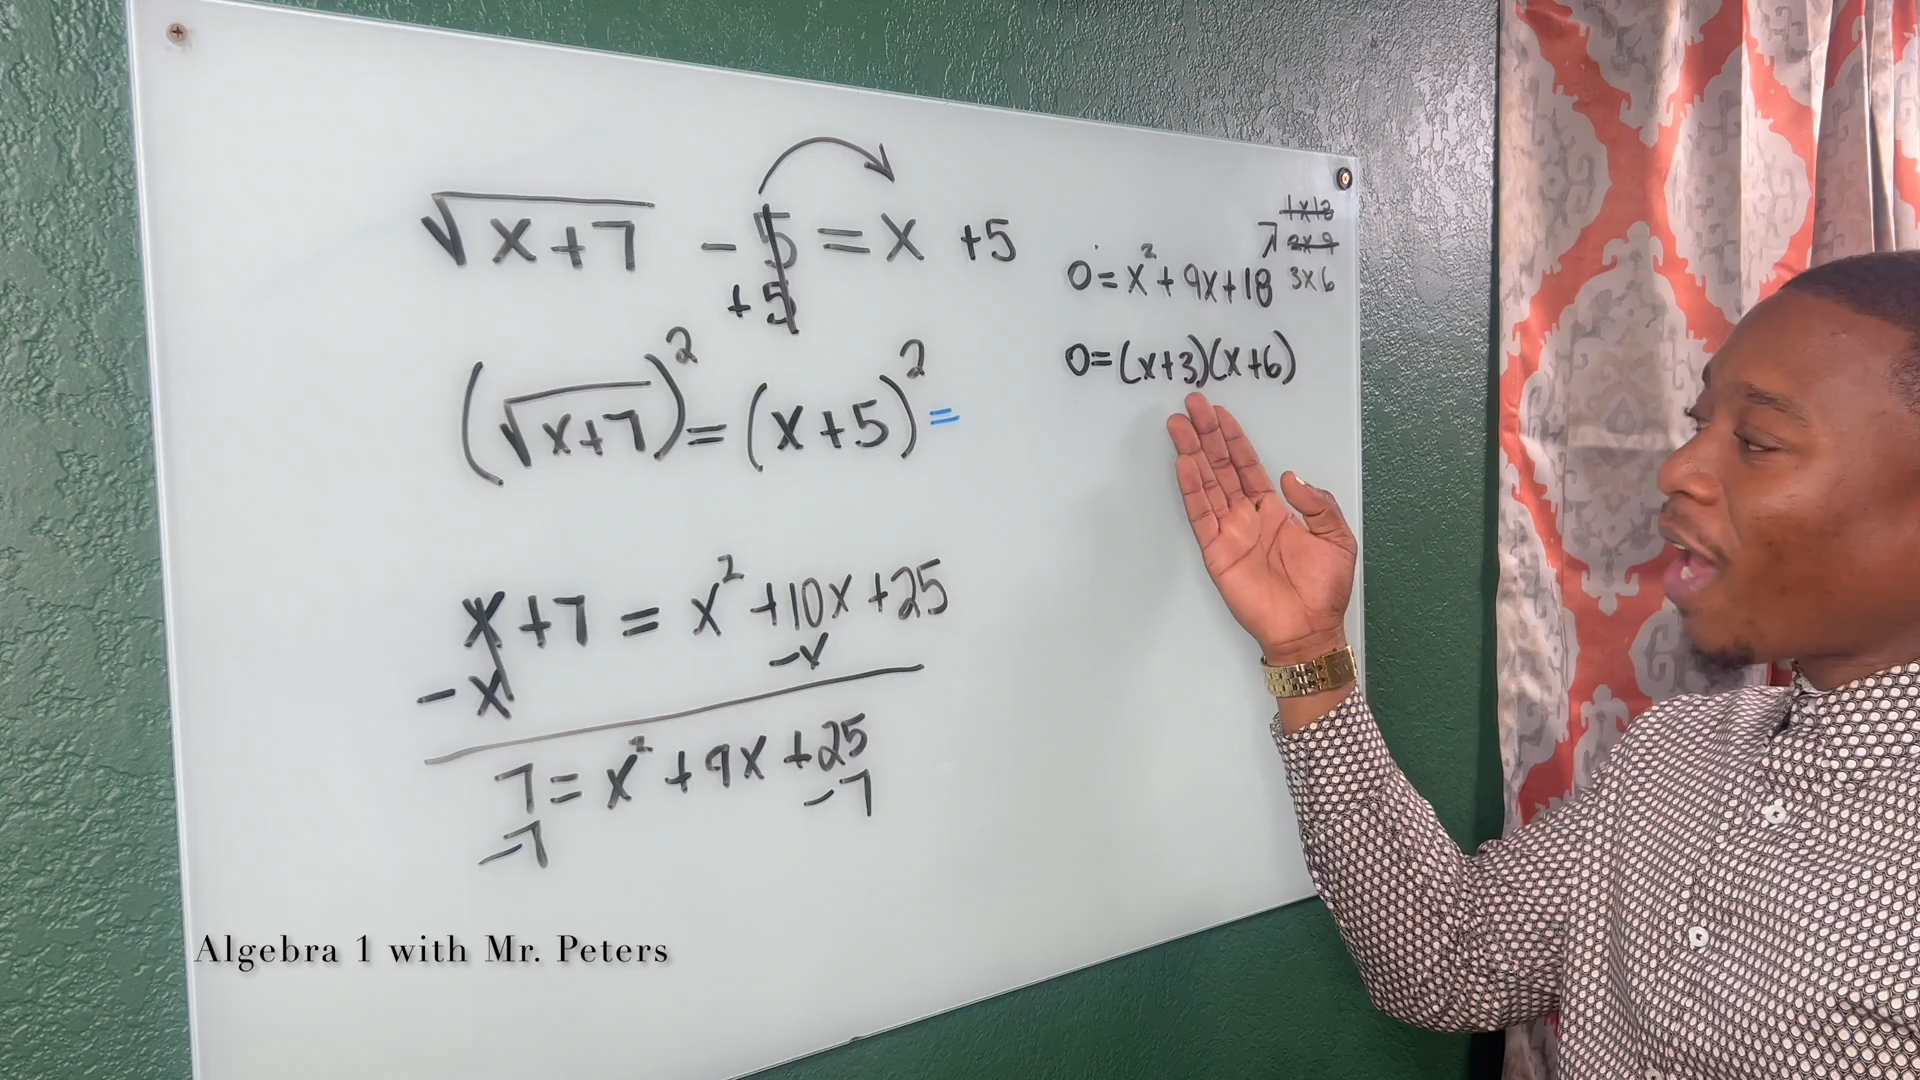 √x+7 - 5 = x +5
+5
(√x+7)² = (x+5)² =
x+7 = x²+10x+25
-x -x
7 = x²+9x+25
-7 -7
1x18
2x9
0=x²+9x+18 3x6
0=(x+3)(x+6)
Algebra 1 with Mr. Peters